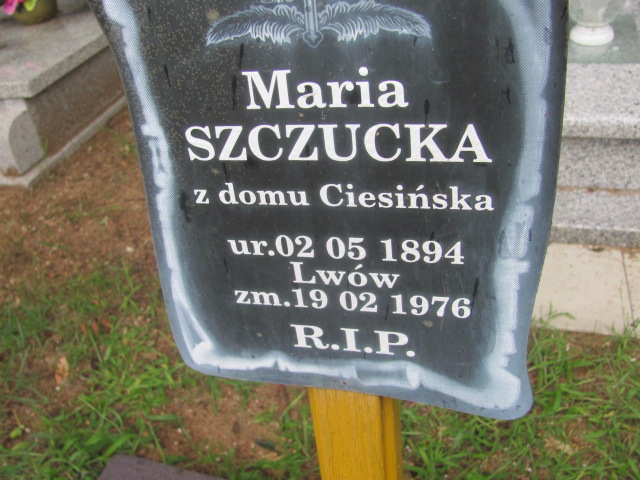 Maria
SZCZUCKA
z domu Ciesińska
ur.02 05 1894
Lwów
zm.19 02 1976
R.I.P.